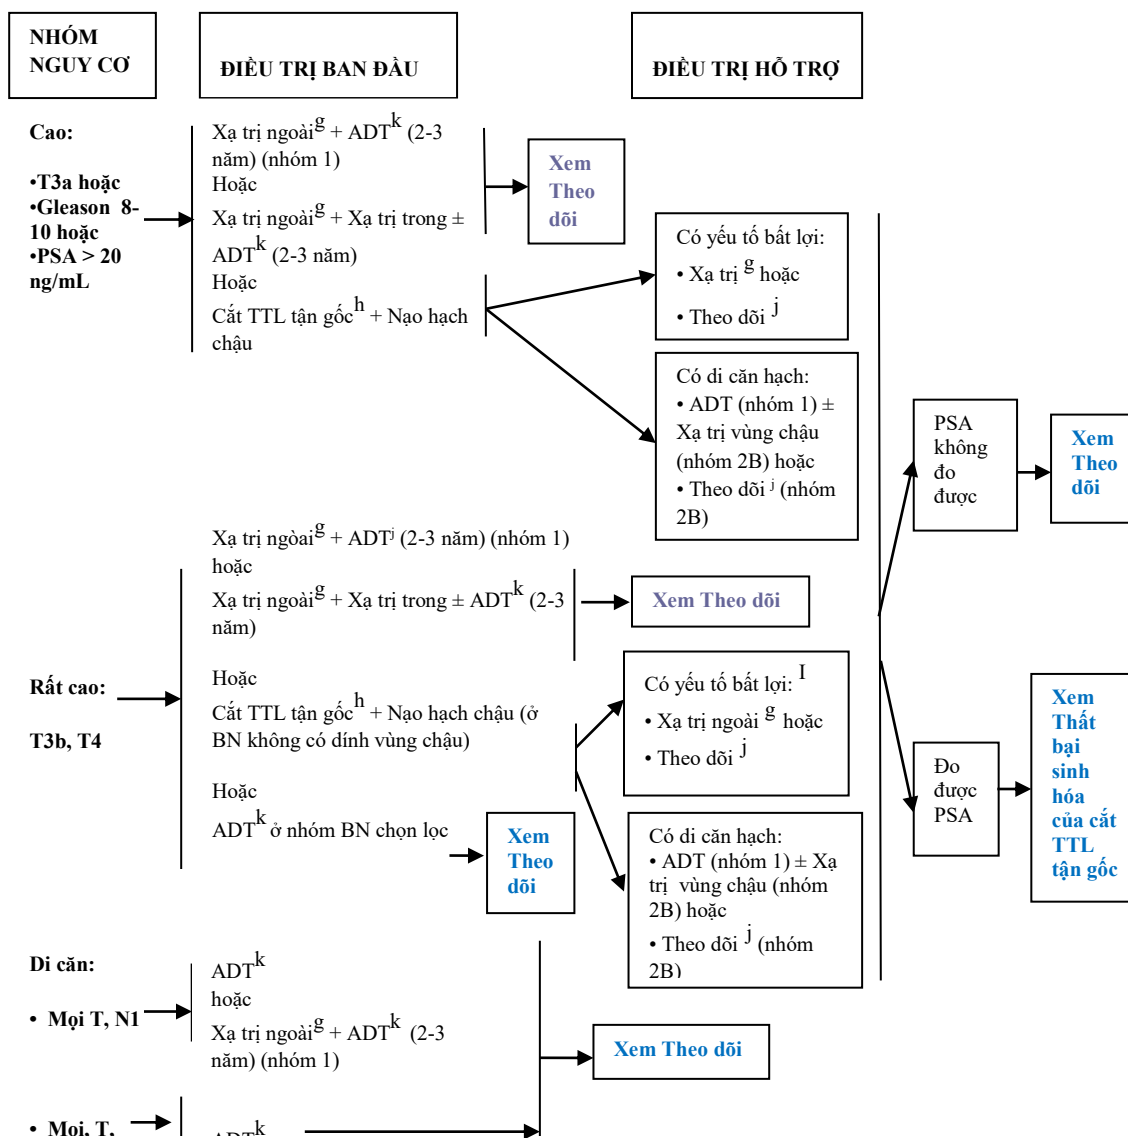 NHÓM
NGUY CƠ
ĐIỀU TRỊ BAN ĐẦU
ĐIỀU TRỊ HỖ TRỢ
Cao:
•T3a hoặc
•Gleason 8-
10 hoặc
•PSA > 20
ng/mL
Xạ trị ngoài^g + ADT^k (2-3
năm) (nhóm 1)
Hoặc
Xạ trị ngoài^g + Xạ trị trong ±
ADT^k (2-3 năm)
Hoặc
Cắt TTL tận gốc^h + Nạo hạch
chậu
Xem
Theo
dõi
Có yếu tố bất lợi:
• Xạ trị ^g hoặc
• Theo dõi ^j
Có di căn hạch:
• ADT (nhóm 1) ±
Xạ trị vùng chậu
(nhóm 2B) hoặc
• Theo dõi ^j (nhóm
2B)
PSA
không
đo
được
Xem
Theo
dõi
Rất cao:
T3b, T4
Xạ trị ngòai^g + ADT^j (2-3 năm) (nhóm 1)
hoặc
Xạ trị ngoài^g + Xạ trị trong ± ADT^k (2-3
năm)
Hoặc
Cắt TTL tận gốc^h + Nạo hạch chậu (ở
BN không có dính vùng chậu)
Hoặc
ADT^k ở nhóm BN chọn lọc
Xem Theo dõi
Xem
Theo
dõi
Có yếu tố bất lợi: ^I
• Xạ trị ngoài ^g hoặc
• Theo dõi ^j
Có di căn hạch:
• ADT (nhóm 1) ± Xạ
trị vùng chậu (nhóm
2B) hoặc
• Theo dõi ^j (nhóm
2B)
Đo
được
PSA
Xem
Thất
bại
sinh
hóa
của cắt
TTL
tận gốc
Di căn:
• Mọi T, N1
ADT^k
hoặc
Xạ trị ngoài^g + ADT^k (2-3
năm) (nhóm 1)
Xem Theo dõi
• Mọi, T,
ADT^k